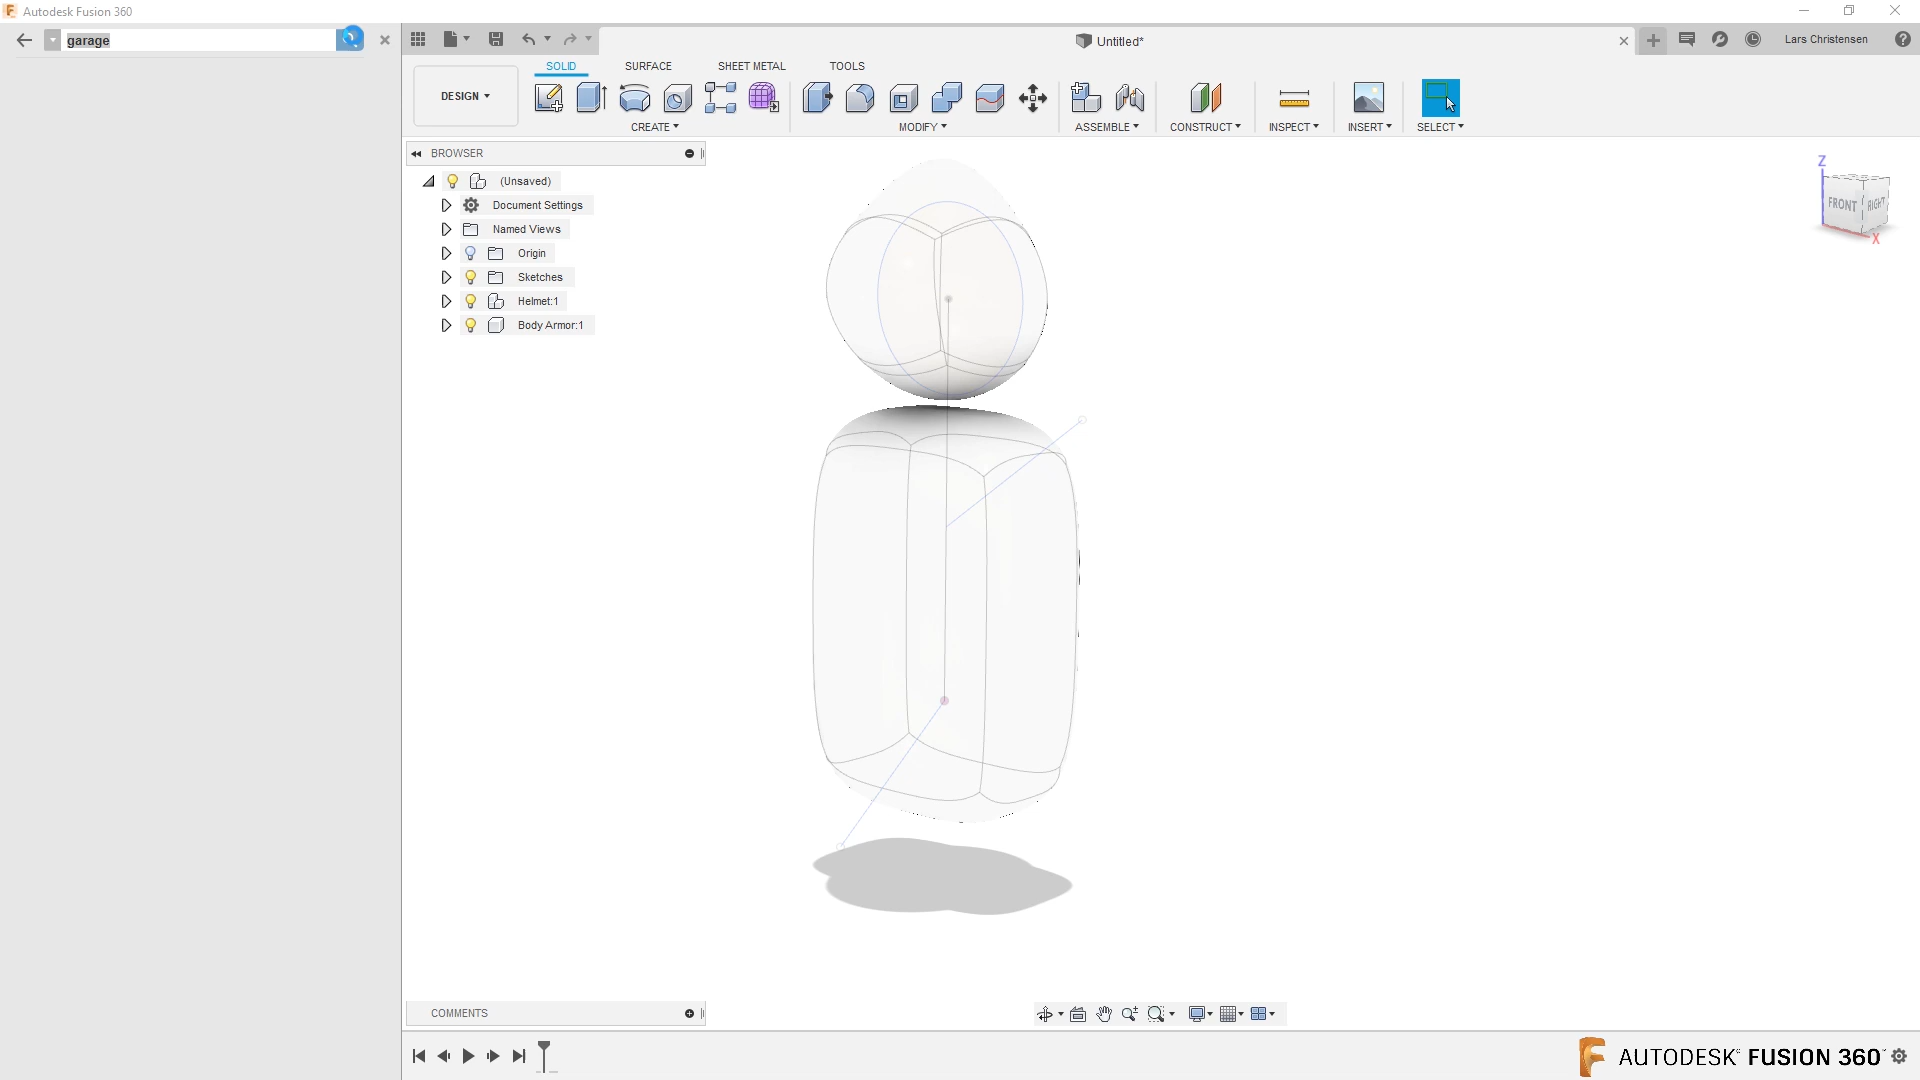 Autodesk Fusion 360
garage
Untitled*
Lars Christensen
DESIGN
SOLID
SURFACE
SHEET METAL
TOOLS
CREATE
MODIFY
ASSEMBLE
CONSTRUCT
INSPECT
INSERT
SELECT
BROWSER
(Unsaved)
Document Settings
Named Views
Origin
Sketches
Helmet:1
Body Armor:1
Z
FRONT
RIGHT
X
COMMENTS
AUTODESK FUSION 360